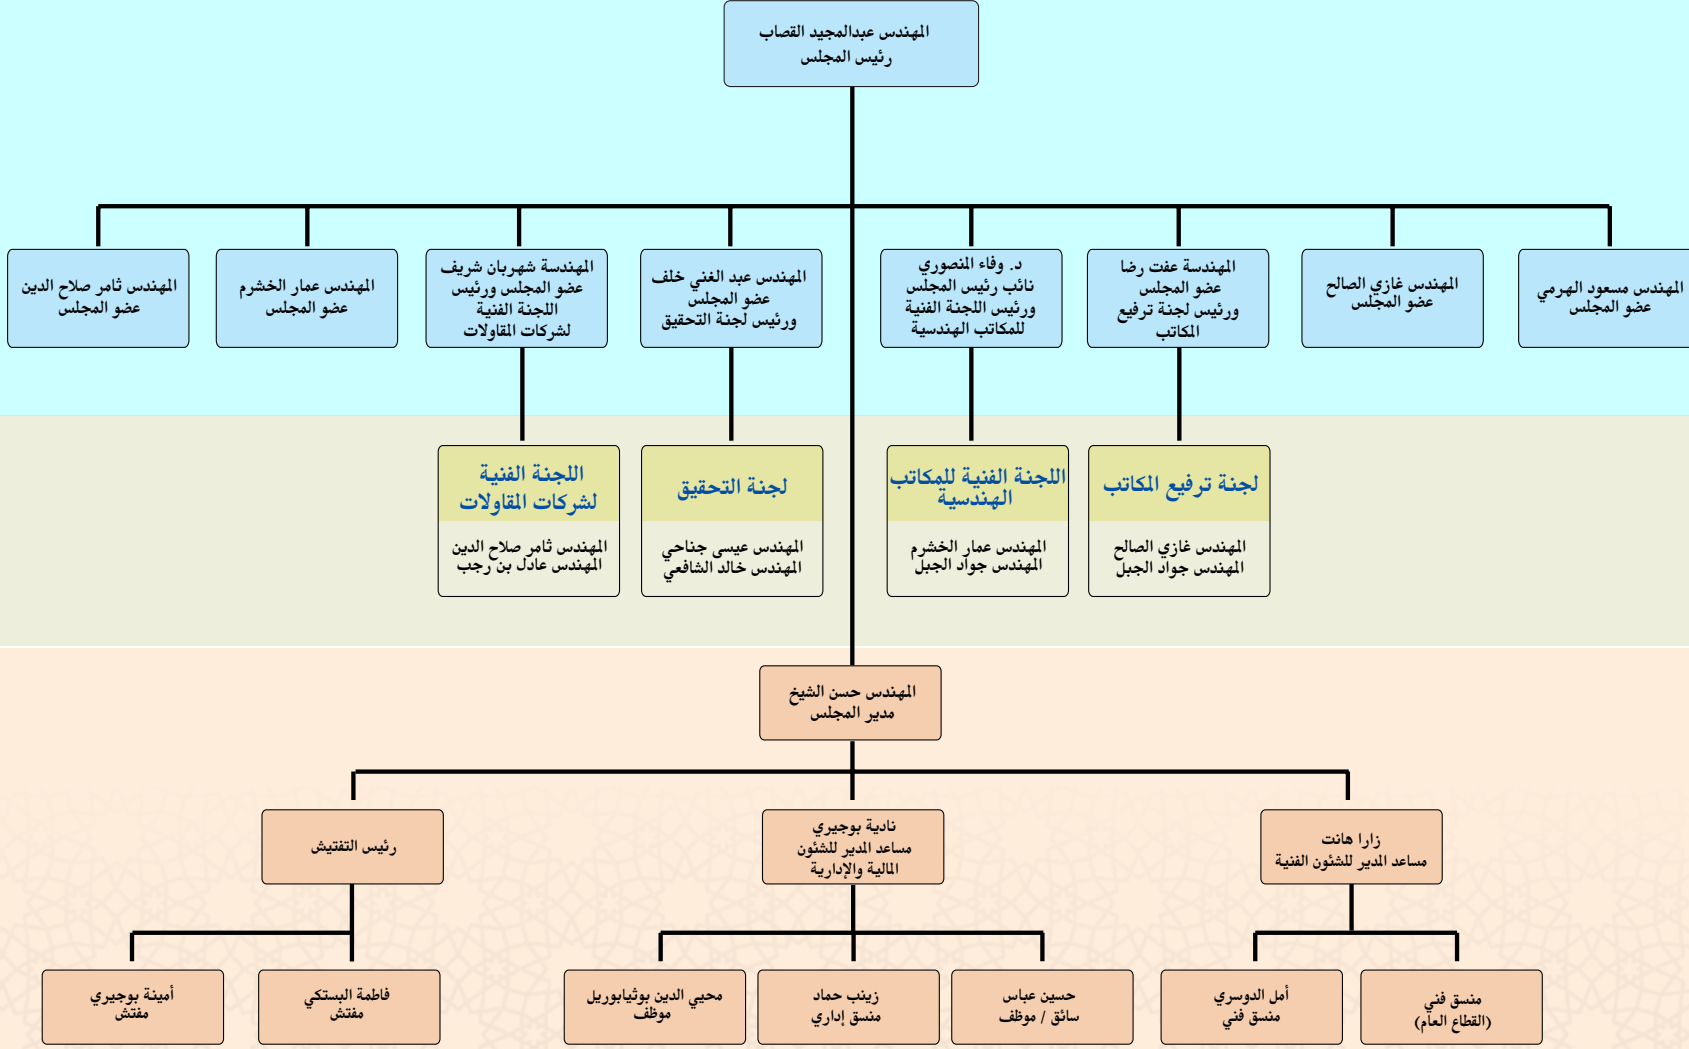 المهندس عبدالمجيد القصاب
رئيس المجلس
المهندس مسعود الهرمي
عضو المجلس
المهندس غازي الصالح
عضو المجلس
المهندسة عفت رضا
عضو المجلس
ورئيس لجنة ترفيع
المكاتب
د. وفاء المنصوري
نائب رئيس المجلس
ورئيس اللجنة الفنية
للمكاتب الهندسية
المهندس عبد الغني خلف
عضو المجلس
ورئيس لجنة التحقيق
المهندسة شهربان شريف
عضو المجلس ورئيس
اللجنة الفنية
لشركات المقاولات
المهندس عمار الخشرم
عضو المجلس
المهندس ثامر صلاح الدين
عضو المجلس
لجنة ترفيع المكاتب
المهندس غازي الصالح
المهندس جواد الجبل
اللجنة الفنية للمكاتب
الهندسية
المهندس عمار الخشرم
المهندس جواد الجبل
لجنة التحقيق
المهندس عيسى جناحي
المهندس خالد الشافعي
اللجنة الفنية
لشركات المقاولات
المهندس ثامر صلاح الدين
المهندس عادل بن رجب
المهندس حسن الشيخ
مدير المجلس
زارا هانت
مساعد المدير للشئون الفنية
نادية بوجيري
مساعد المدير للشئون
المالية والإدارية
رئيس التفتيش
منسق فني
(القطاع العام)
أمل الدوسري
منسق فني
حسين عباس
سائق / موظف
زينب حماد
منسق إداري
محيي الدين بوثيابوريل
موظف
فاطمة البستكي
مفتش
أمينة بوجيري
مفتش